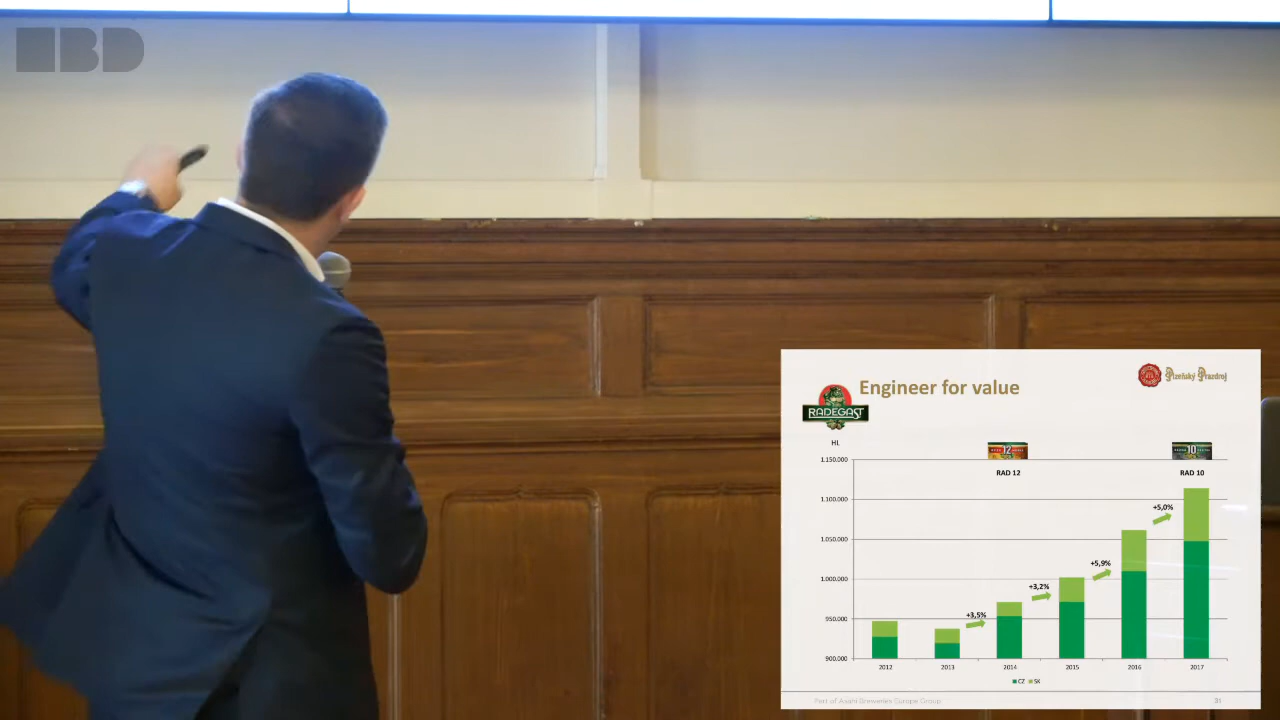 IBD
Engineer for value
Plzeňský Prazdroj
RADEGAST
HL
12
10
1.150.000
RAD 12
RAD 10
1.100.000
+5,0%
1.050.000
+5,9%
1.000.000
+3,2%
+3,5%
950.000
900.000
2012 2013 2014 2015 2016 2017
CZ SK
Part of Asahi Breweries Europe Group
31